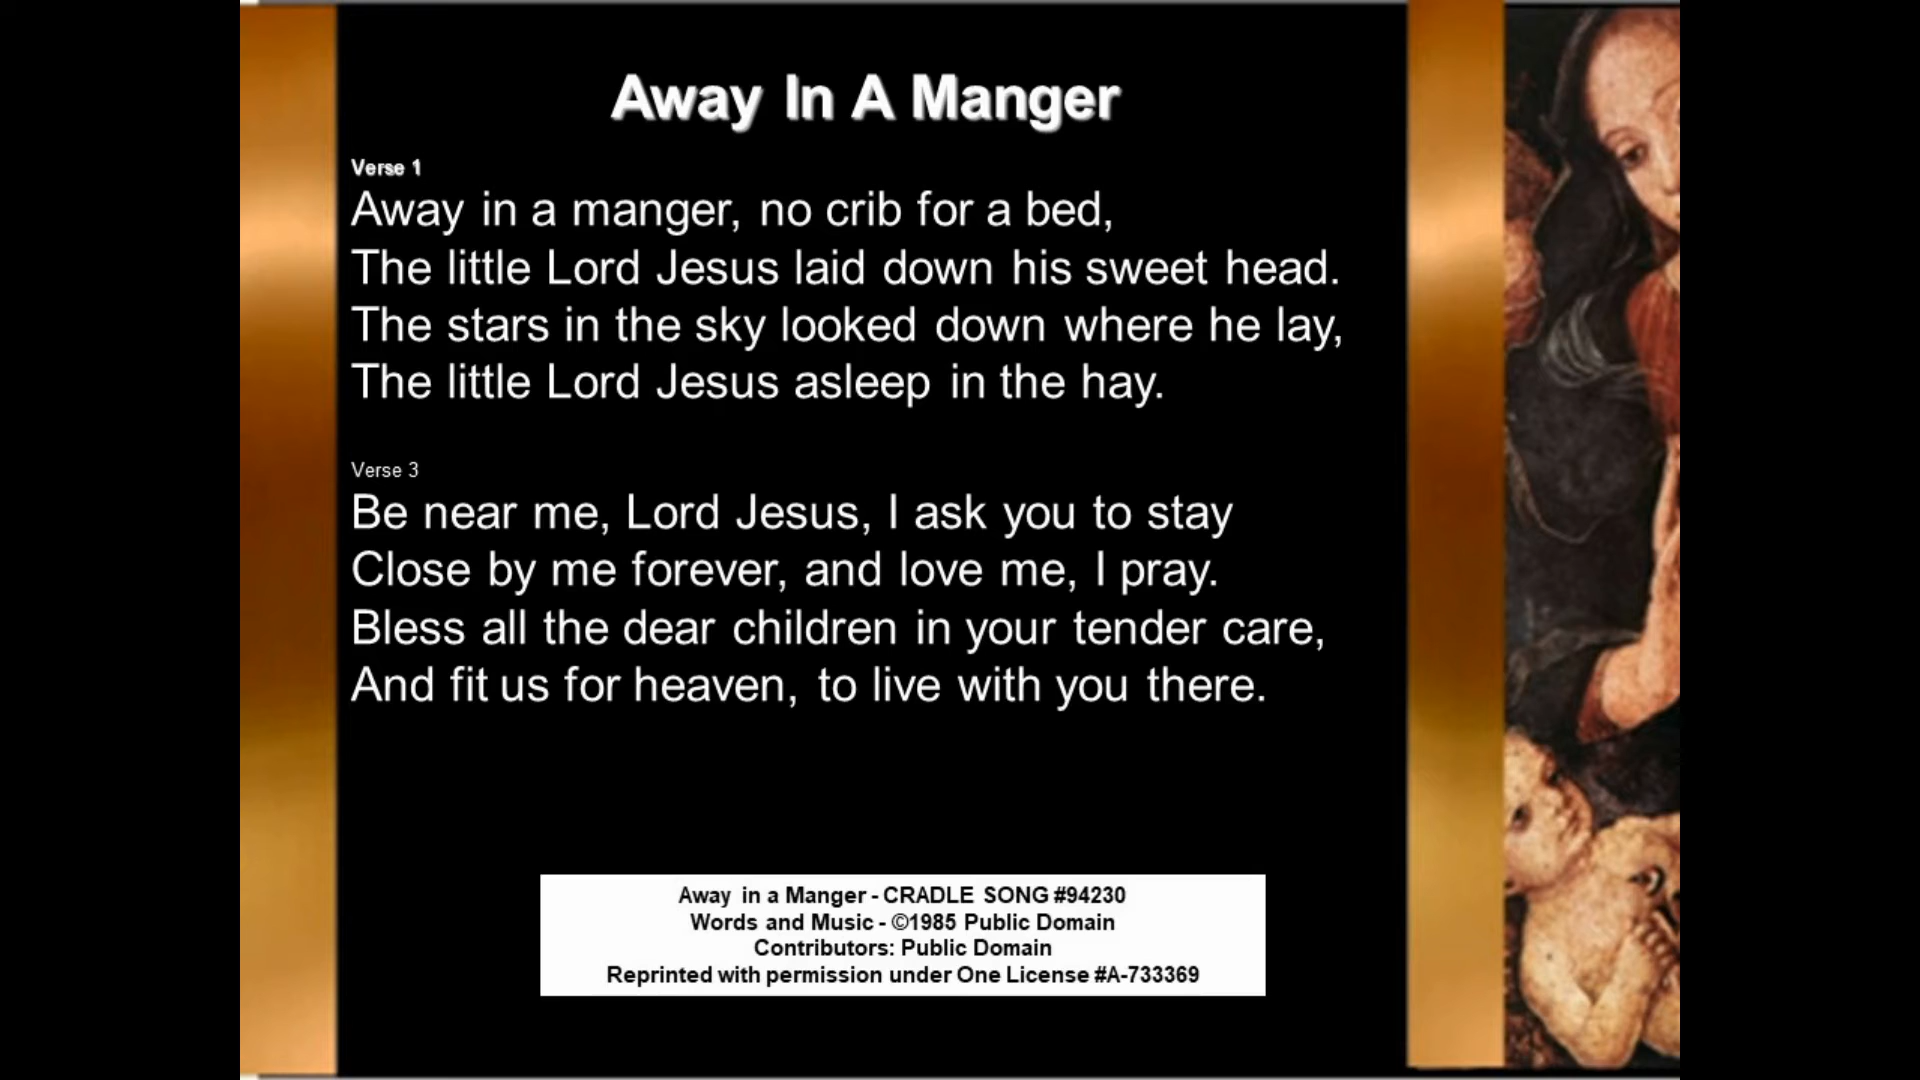 Away In A Manger
Verse 1
Away in a manger, no crib for a bed,
The little Lord Jesus laid down his sweet head.
The stars in the sky looked down where he lay,
The little Lord Jesus asleep in the hay.
Verse 3
Be near me, Lord Jesus, I ask you to stay
Close by me forever, and love me, I pray.
Bless all the dear children in your tender care,
And fit us for heaven, to live with you there.
Away in a Manger - CRADLE SONG #94230
Words and Music - ©1985 Public Domain
Contributors: Public Domain
Reprinted with permission under One License #A-733369